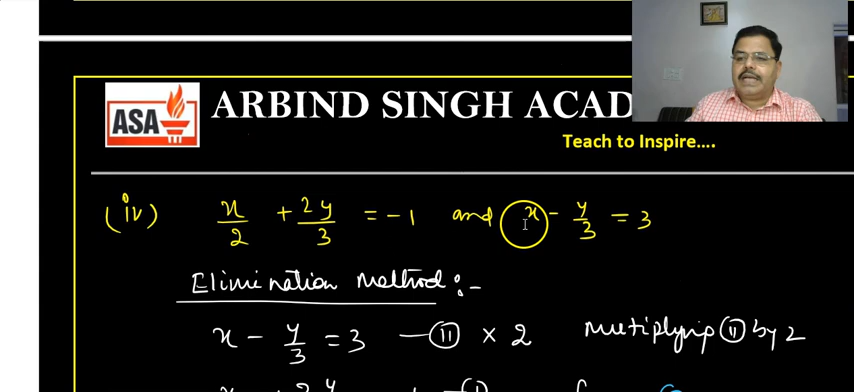 ASA
ARBIND SINGH ACAD
Teach to Inspire....
(iv) x/2 + 2y/3 = -1 and x - y/3 = 3
Elimination Method:-
x - y/3 = 3 —(II) × 2 Multiplying (II) by 2